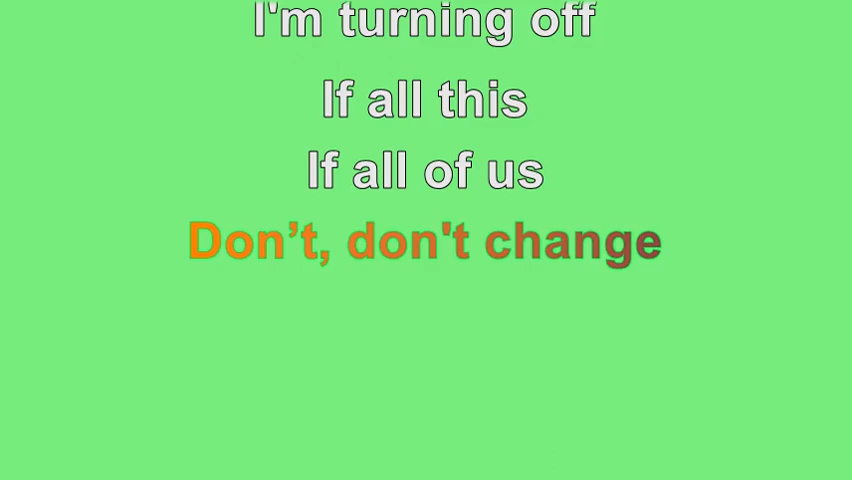 I'm turning off
If all this
If all of us
Don’t, don't change